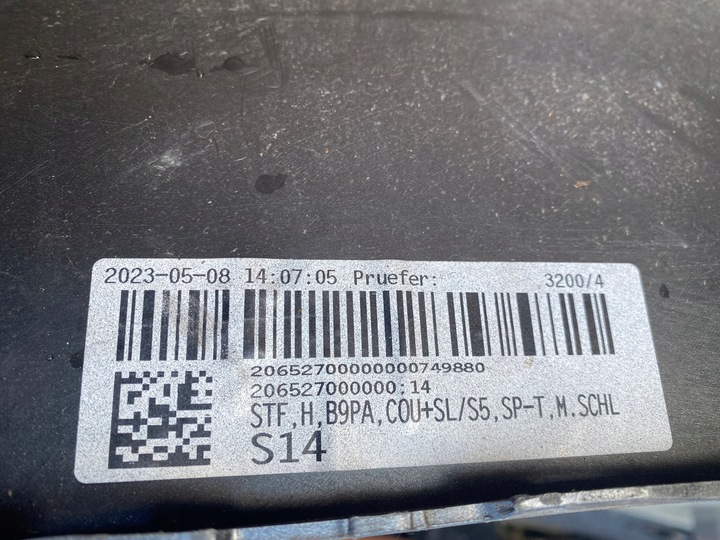 2023-05-08 14:07:05 Pruefer: 3200/4
20652700000000749880
206527000000:14
STF,H,B9PA,COU+SL/S5,SP-T,M.SCHL
S14